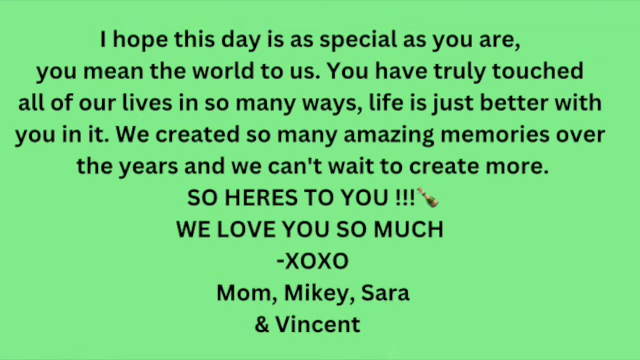 I hope this day is as special as you are,
you mean the world to us. You have truly touched
all of our lives in so many ways, life is just better with
you in it. We created so many amazing memories over
the years and we can't wait to create more.
SO HERES TO YOU !!!🍾
WE LOVE YOU SO MUCH
-XOXO
Mom, Mikey, Sara
& Vincent